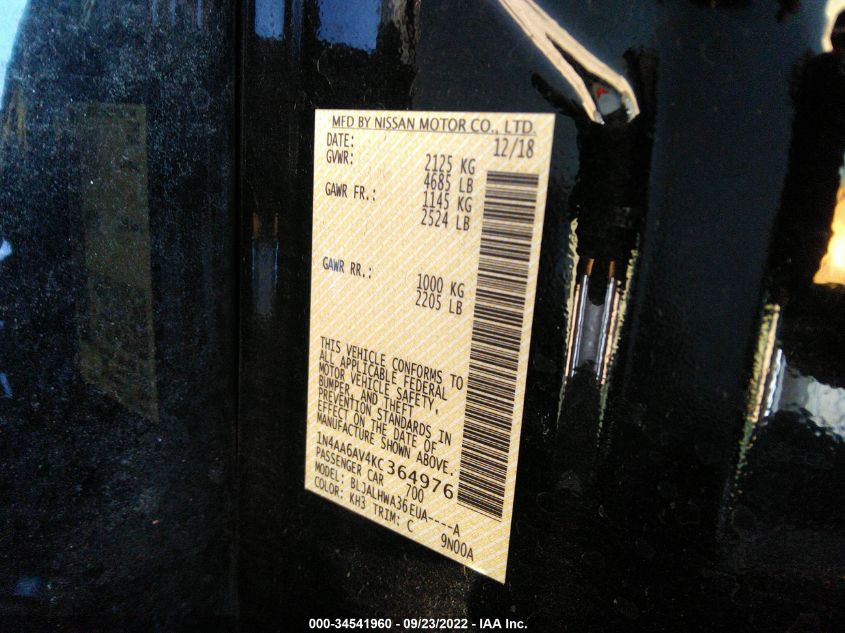 MFD BY NISSAN MOTOR CO., LTD.
DATE: 12/18
GVWR: 2125 KG
4685 LB
GAWR FR.: 1145 KG
2524 LB
GAWR RR.: 1000 KG
2205 LB
THIS VEHICLE CONFORMS TO
ALL APPLICABLE FEDERAL
MOTOR VEHICLE SAFETY,
BUMPER, AND THEFT
PREVENTION STANDARDS IN
EFFECT ON THE DATE OF
MANUFACTURE SHOWN ABOVE.
1N4AA6AV4KC364976
PASSENGER CAR 700
MODEL: BLJALHWA36EUA----A
COLOR: KH3 TRIM: C 9N00A
000-34541960 - 09/23/2022 - IAA Inc.